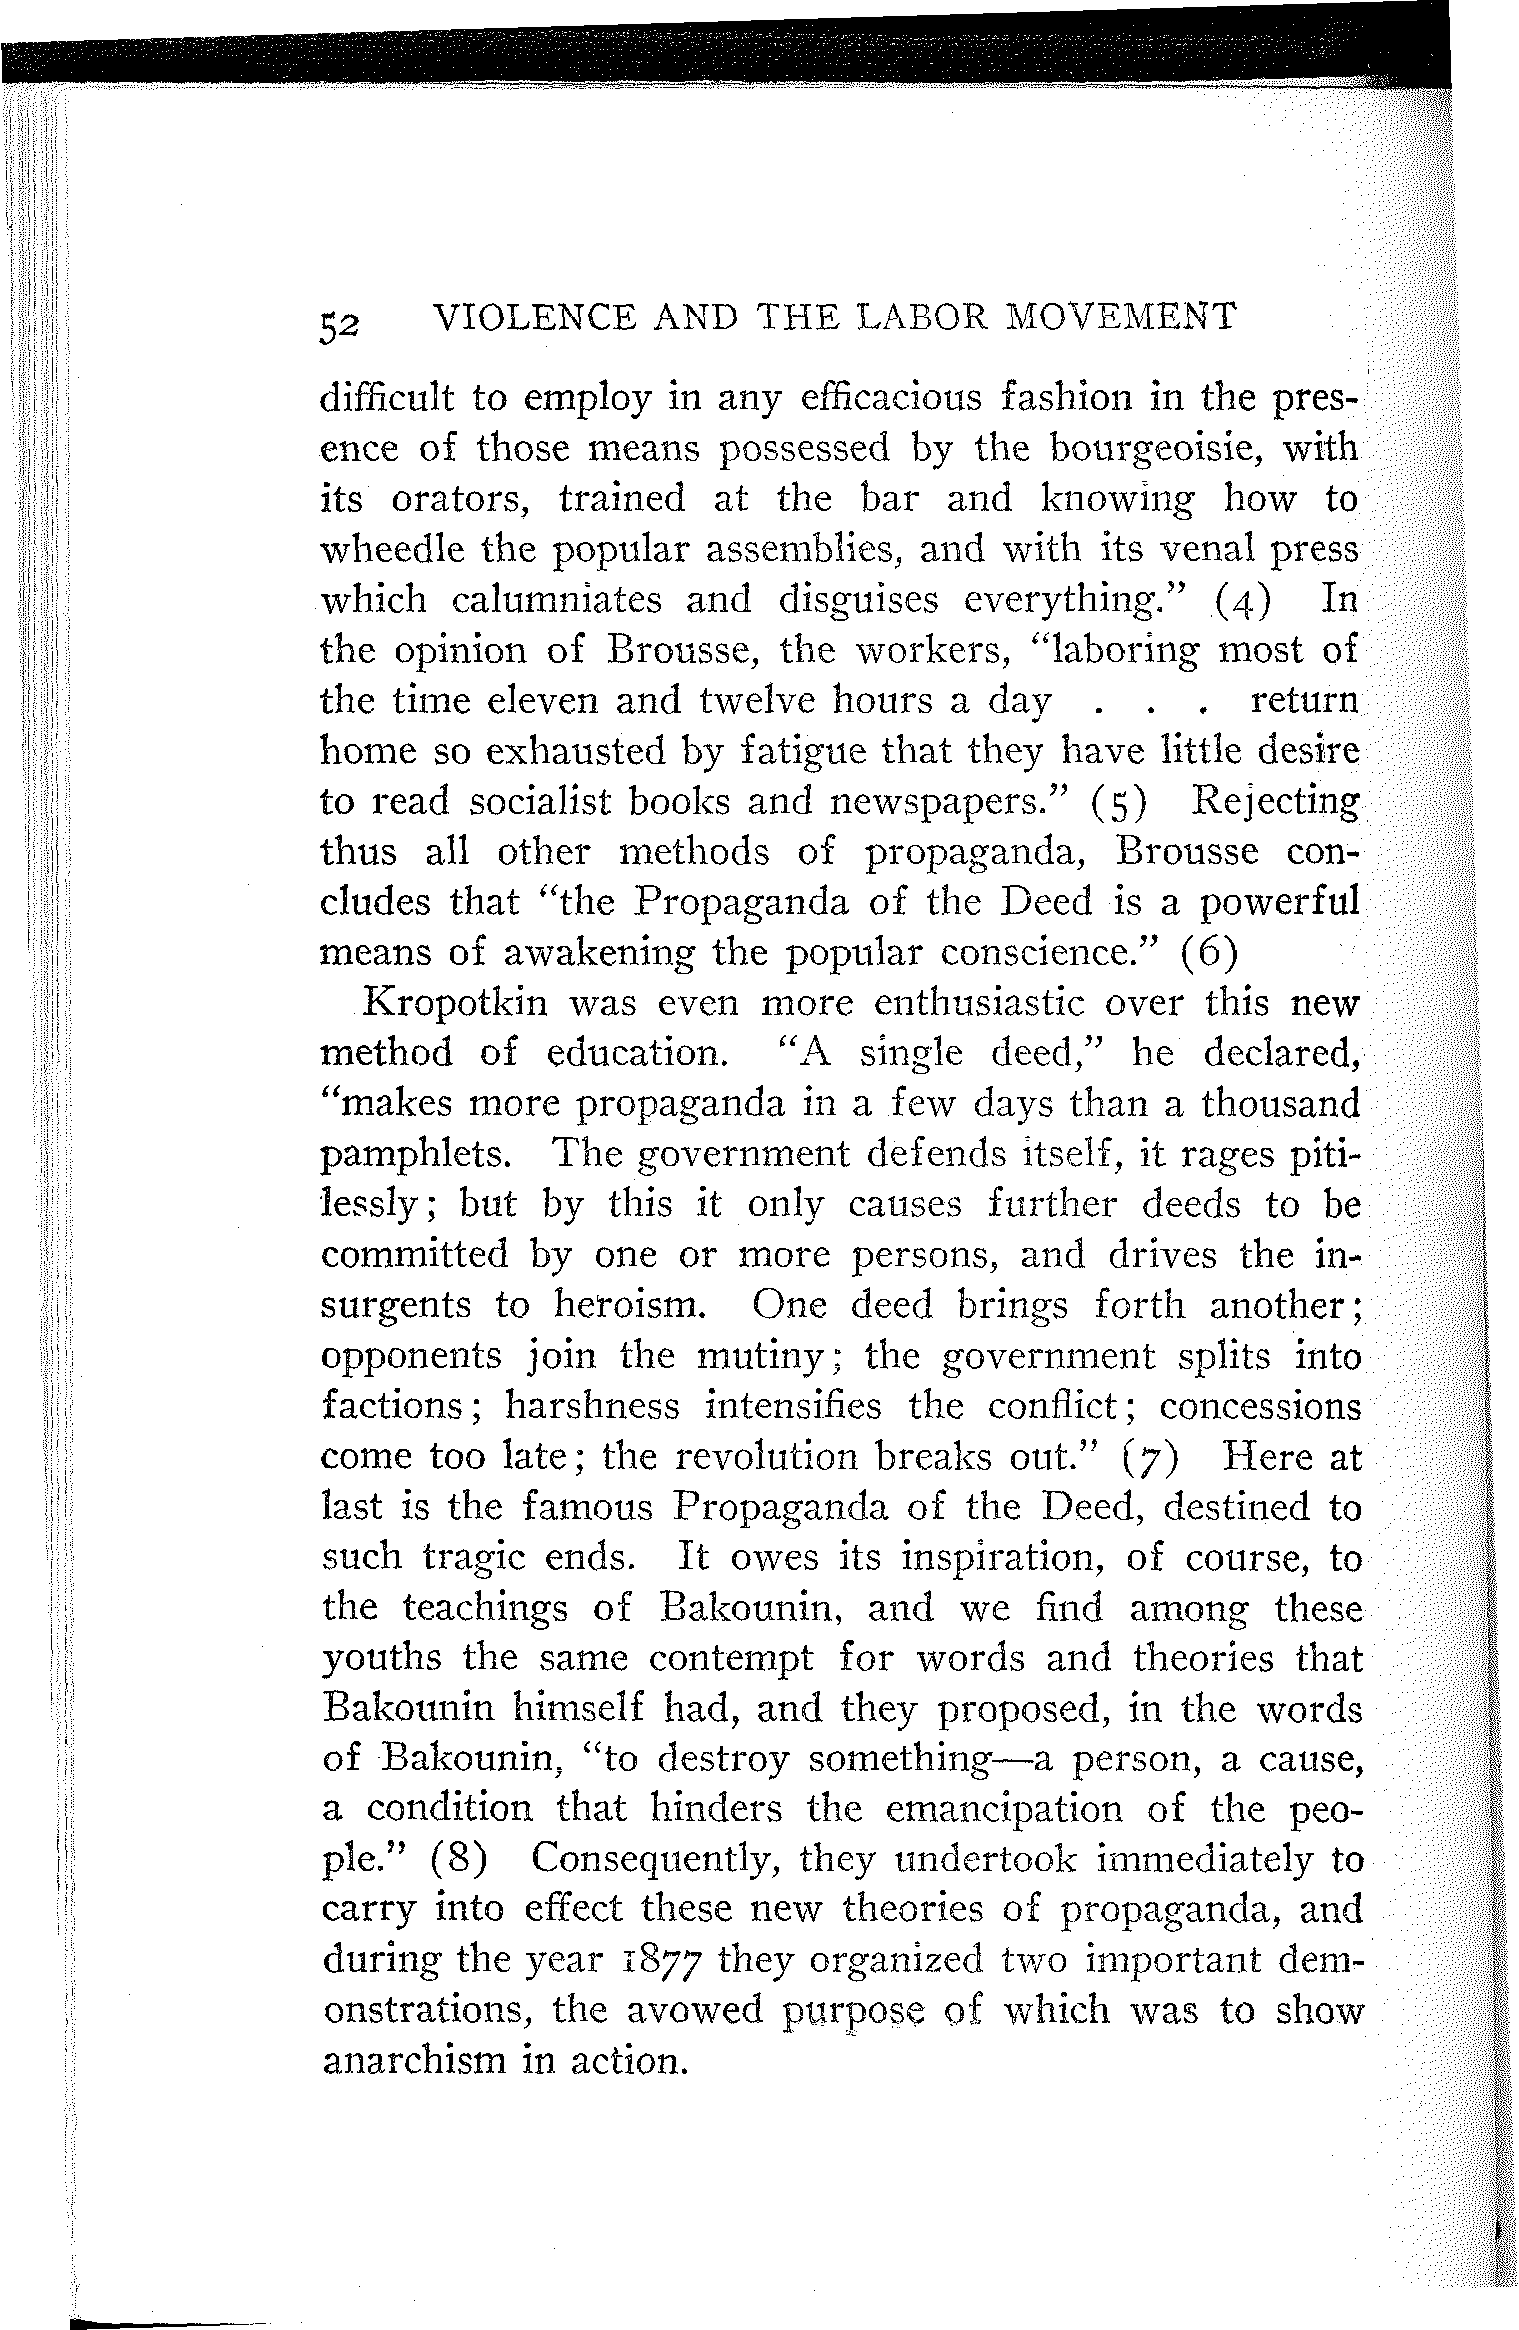 52 VIOLENCE AND THE LABOR MOVEMENT
difficult to employ in any efficacious fashion in the pres-
ence of those means possessed by the bourgeoisie, with
its orators, trained at the bar and knowing how to
wheedle the popular assemblies, and with its venal press
which calumniates and disguises everything.” (4) In
the opinion of Brousse, the workers, “laboring most of
the time eleven and twelve hours a day . . . return
home so exhausted by fatigue that they have little desire
to read socialist books and newspapers.” (5) Rejecting
thus all other methods of propaganda, Brousse con-
cludes that “the Propaganda of the Deed is a powerful
means of awakening the popular conscience.” (6)
Kropotkin was even more enthusiastic over this new
method of education. “A single deed,” he declared,
“makes more propaganda in a few days than a thousand
pamphlets. The government defends itself, it rages piti-
lessly; but by this it only causes further deeds to be
committed by one or more persons, and drives the in-
surgents to heroism. One deed brings forth another;
opponents join the mutiny; the government splits into
factions; harshness intensifies the conflict; concessions
come too late; the revolution breaks out.” (7) Here at
last is the famous Propaganda of the Deed, destined to
such tragic ends. It owes its inspiration, of course, to
the teachings of Bakounin, and we find among these
youths the same contempt for words and theories that
Bakounin himself had, and they proposed, in the words
of Bakounin, “to destroy something—a person, a cause,
a condition that hinders the emancipation of the peo-
ple.” (8) Consequently, they undertook immediately to
carry into effect these new theories of propaganda, and
during the year 1877 they organized two important dem-
onstrations, the avowed purpose of which was to show
anarchism in action.